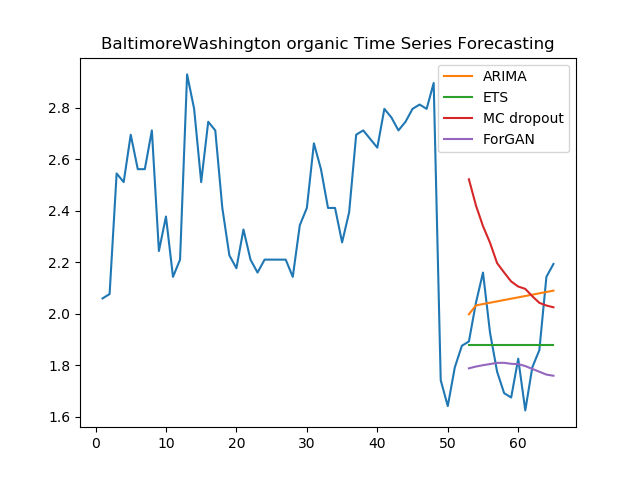 BaltimoreWashington organic Time Series Forecasting
ARIMA
ETS
MC dropout
ForGAN
2.8
2.6
2.4
2.2
2.0
1.8
1.6
0 10 20 30 40 50 60